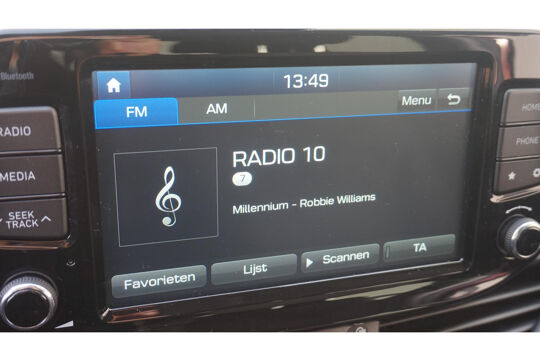 Bluetooth
13:49
FM
AM
Menu
RADIO
MEDIA
SEEK
TRACK
HOME
PHONE
RADIO 10
7
Millennium - Robbie Williams
Favorieten
Lijst
Scannen
TA